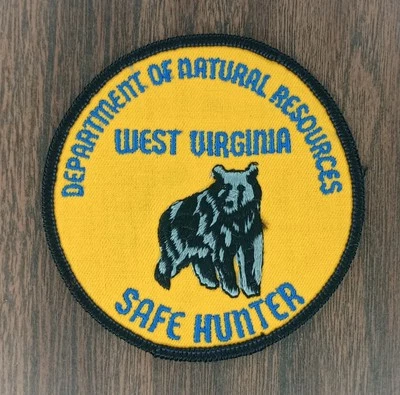 DEPARTMENT OF NATURAL RESOURCES
WEST VIRGINIA
SAFE HUNTER